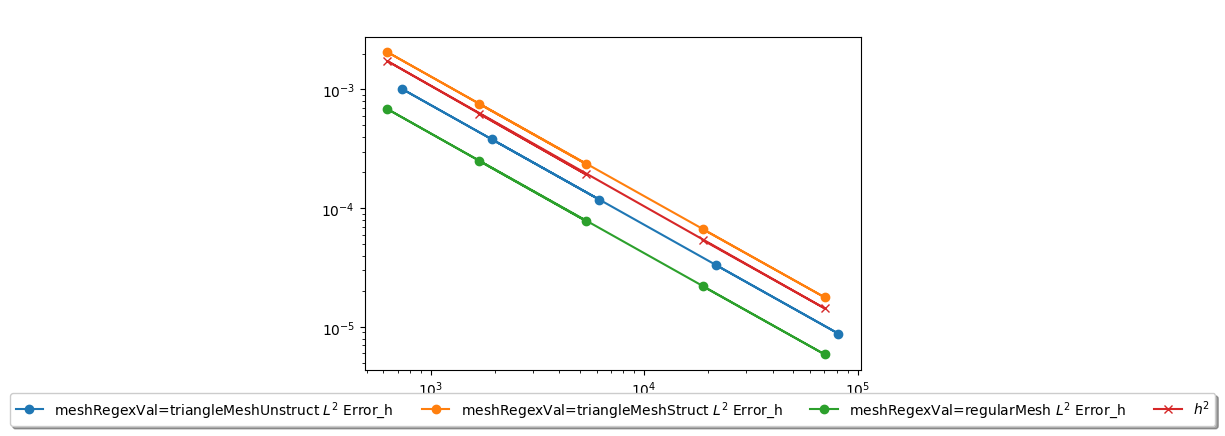 10⁻³
10⁻⁴
10⁻⁵
10³ 10⁴ 10⁵
meshRegexVal=triangleMeshUnstruct L² Error_h meshRegexVal=triangleMeshStruct L² Error_h meshRegexVal=regularMesh L² Error_h h²